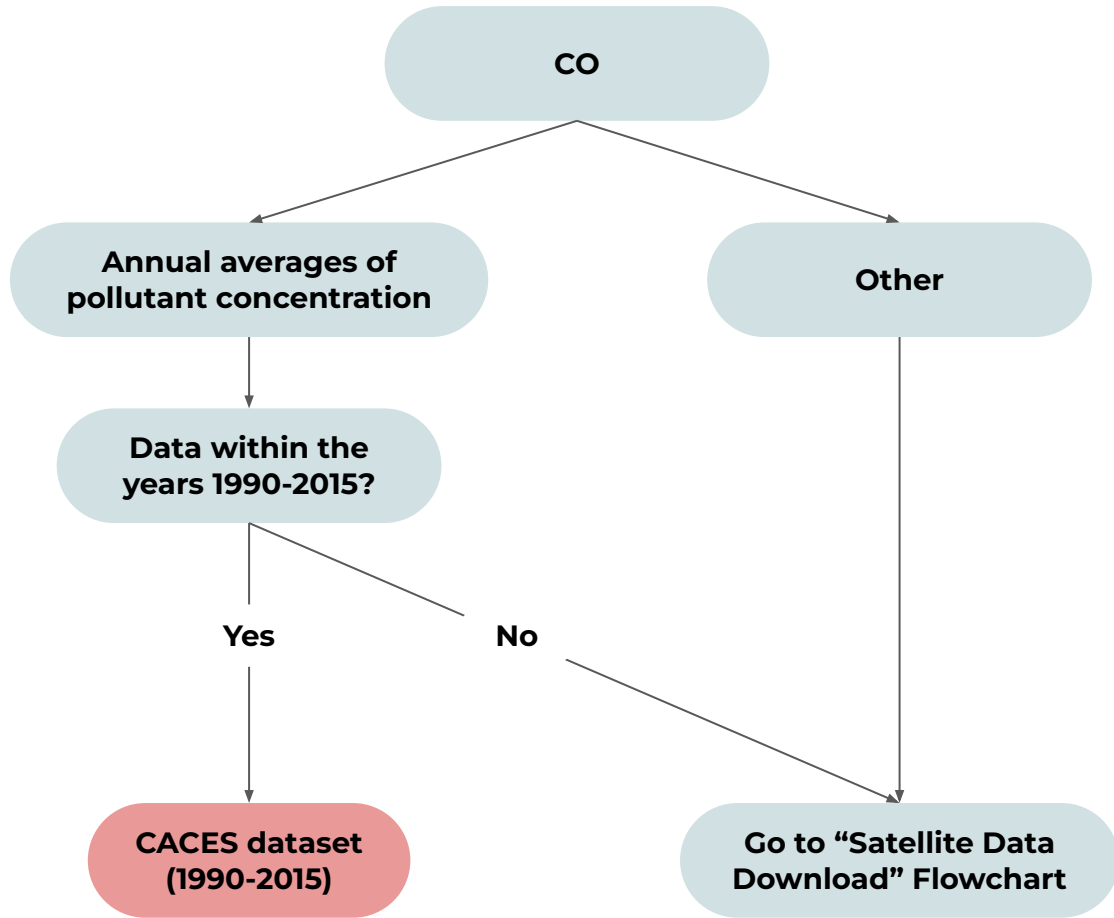 CO
Annual averages of
pollutant concentration
Other
Data within the
years 1990-2015?
Yes
No
CACES dataset
(1990-2015)
Go to “Satellite Data
Download” Flowchart